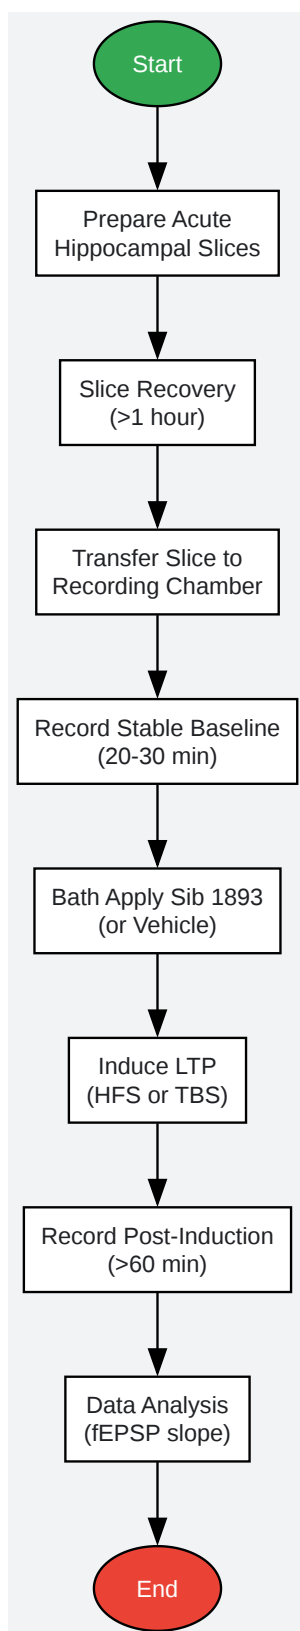 Start
Prepare Acute
Hippocampal Slices
Slice Recovery
(>1 hour)
Transfer Slice to
Recording Chamber
Record Stable Baseline
(20-30 min)
Bath Apply Sib 1893
(or Vehicle)
Induce LTP
(HFS or TBS)
Record Post-Induction
(>60 min)
Data Analysis
(fEPSP slope)
End